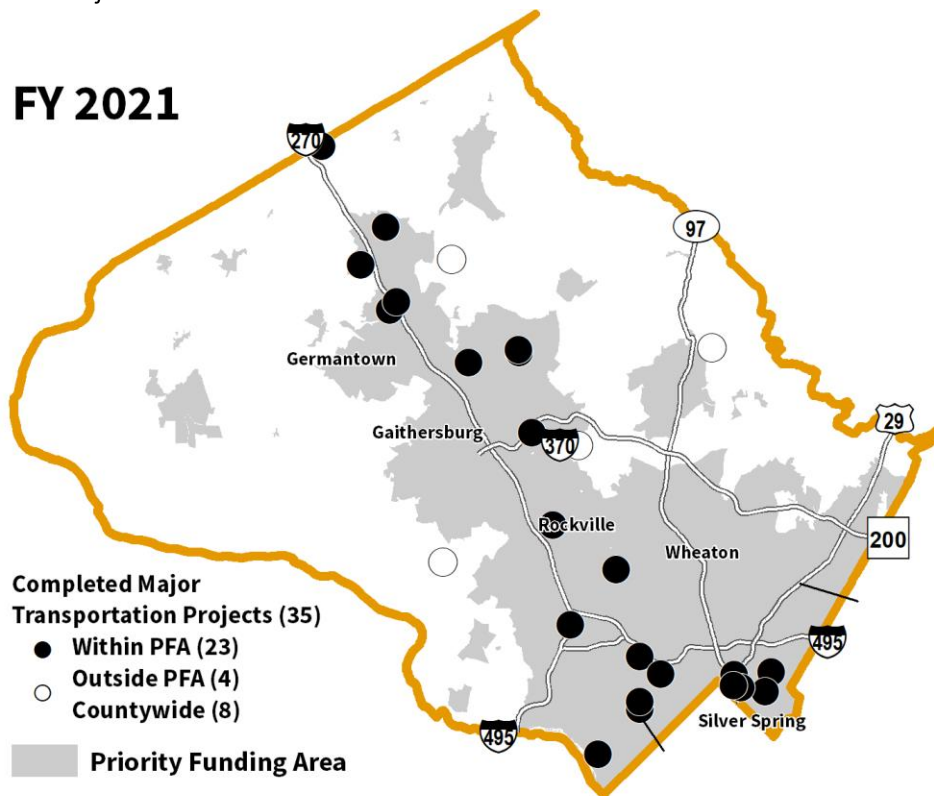 FY 2021
270
97
Germantown
29
Gaithersburg
370
Rockville
Wheaton
200
Completed Major
Transportation Projects (35)
Within PFA (23)
Outside PFA (4)
Countywide (8)
495
Silver Spring
495
Priority Funding Area